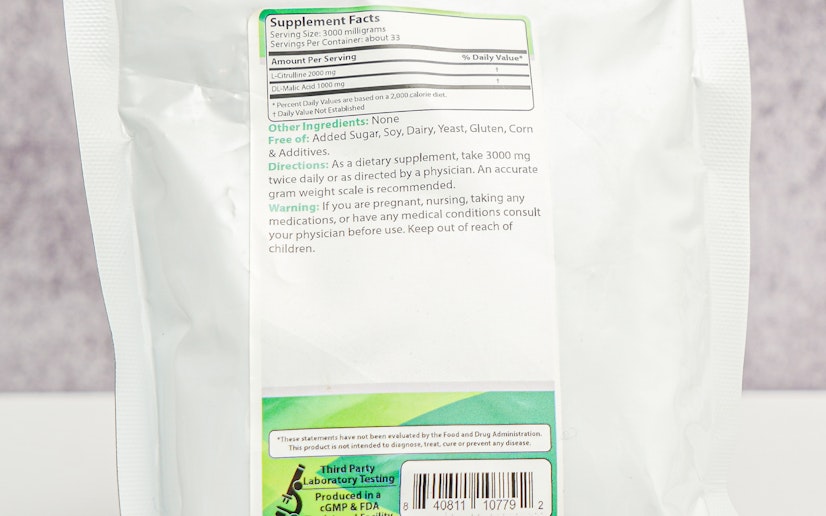 Supplement Facts
Serving Size: 3000 milligrams
Servings Per Container: about 33
Amount Per Serving % Daily Value*
L-Citrulline 2000 mg †
DL-Malic Acid 1000 mg †
* Percent Daily Values are based on a 2,000 calorie diet.
† Daily Value Not Established
Other Ingredients: None
Free of: Added Sugar, Soy, Dairy, Yeast, Gluten, Corn
& Additives.
Directions: As a dietary supplement, take 3000 mg
twice daily or as directed by a physician. An accurate
gram weight scale is recommended.
Warning: If you are pregnant, nursing, taking any
medications, or have any medical conditions consult
your physician before use. Keep out of reach of
children.
*These statements have not been evaluated by the Food and Drug Administration.
This product is not intended to diagnose, treat, cure or prevent any disease.
Third Party
Laboratory Testing
Produced in a
cGMP & FDA
Facility
8 40811 10779 2